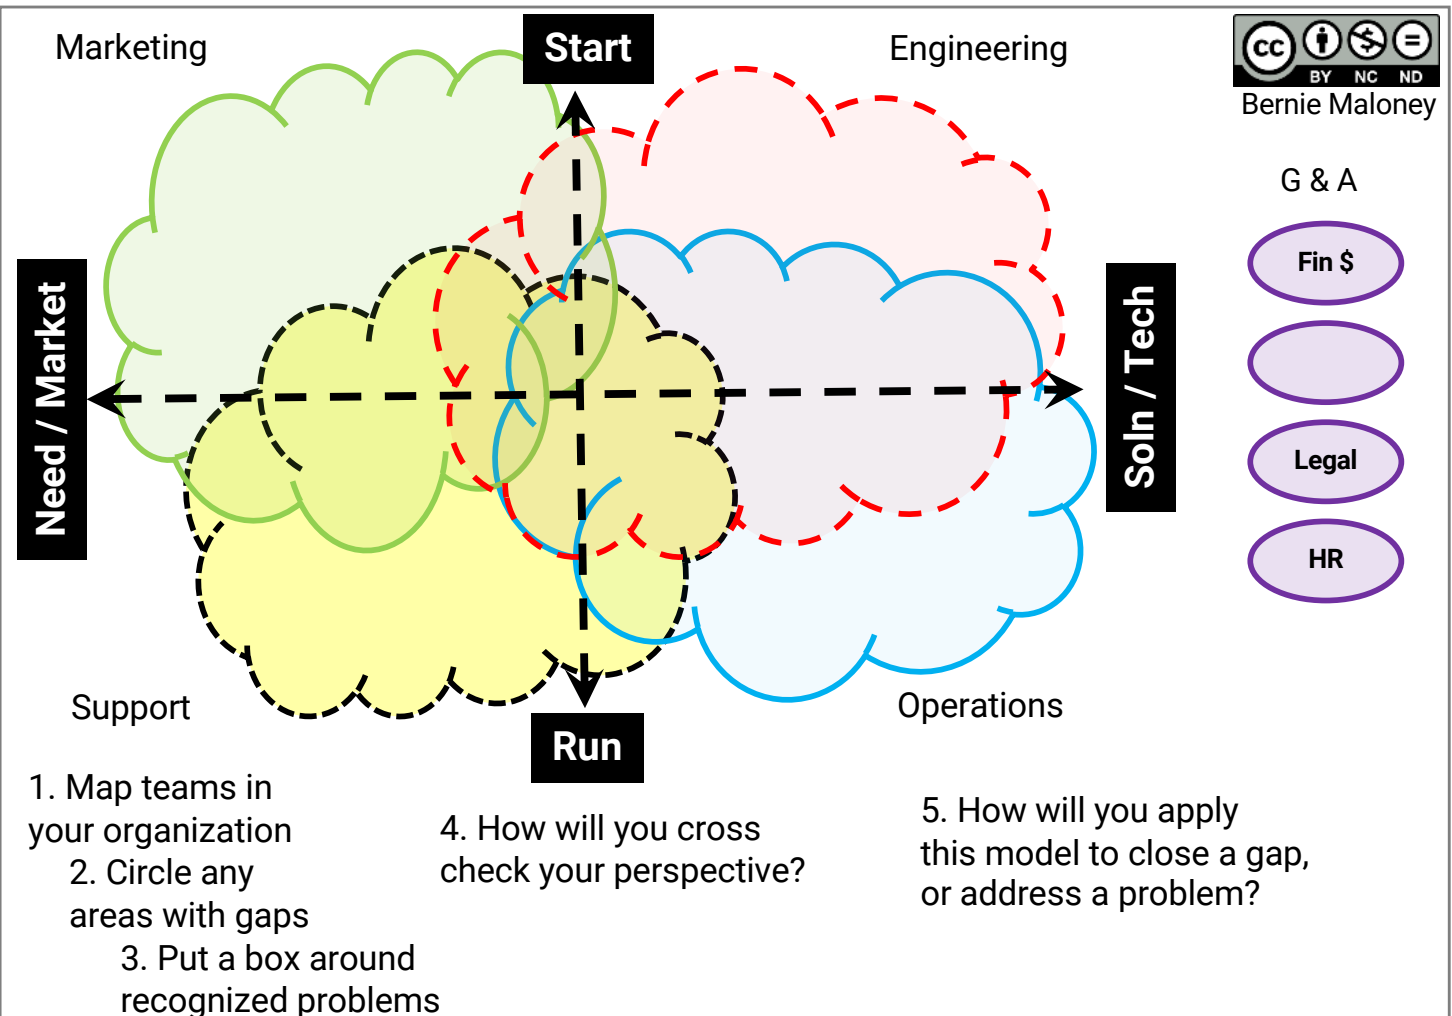 Marketing
Start
Engineering
cc
BY NC ND
Bernie Maloney
G & A
Fin $
Legal
HR
Need / Market
Soln / Tech
Support
Run
Operations
1. Map teams in
your organization
2. Circle any
areas with gaps
3. Put a box around
recognized problems
4. How will you cross
check your perspective?
5. How will you apply
this model to close a gap,
or address a problem?